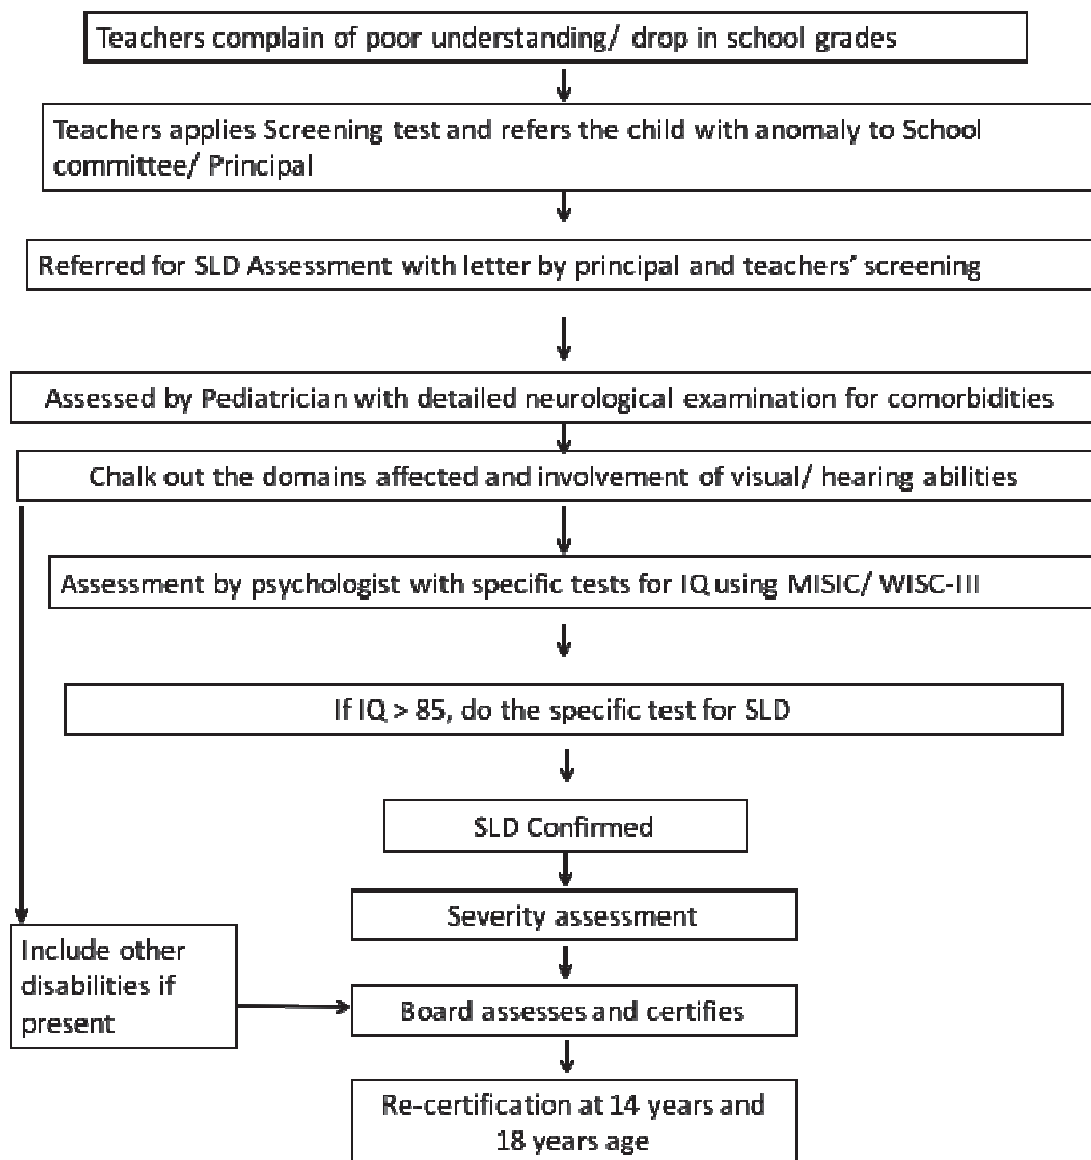 Teachers complain of poor understanding/ drop in school grades
Teachers applies Screening test and refers the child with anomaly to School
committee/ Principal
Referred for SLD Assessment with letter by principal and teachers’ screening
Assessed by Pediatrician with detailed neurological examination for comorbidities
Chalk out the domains affected and involvement of visual/ hearing abilities
Assessment by psychologist with specific tests for IQ using MISIC/ WISC-III
If IQ > 85, do the specific test for SLD
SLD Confirmed
Severity assessment
Include other
disabilities if
present
Board assesses and certifies
Re-certification at 14 years and
18 years age